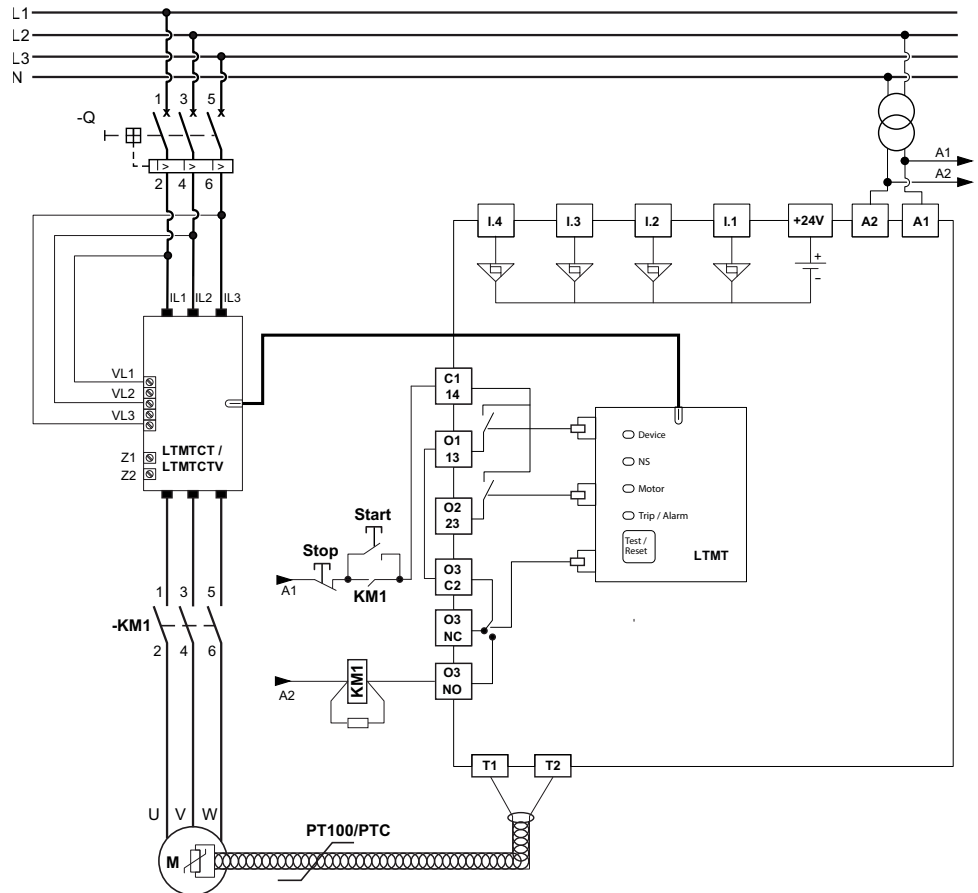 L1
L2
L3
N
1 3 5
-Q
I> I> I>
2 4 6
A1
A2
I.4 I.3 I.2 I.1 +24V A2 A1
+
−
IL1 IL2 IL3
VL1
VL2
VL3
Z1
Z2
LTMTCT /
LTMTCTV
C1
14
O1
13
O2
23
O3
C2
O3
NC
O3
NO
Device
NS
Motor
Trip / Alarm
Test /
Reset
LTMT
Start
Stop
A1
KM1
A2
KM1
1 3 5
-KM1
2 4 6
T1 T2
U V W
M
PT100/PTC